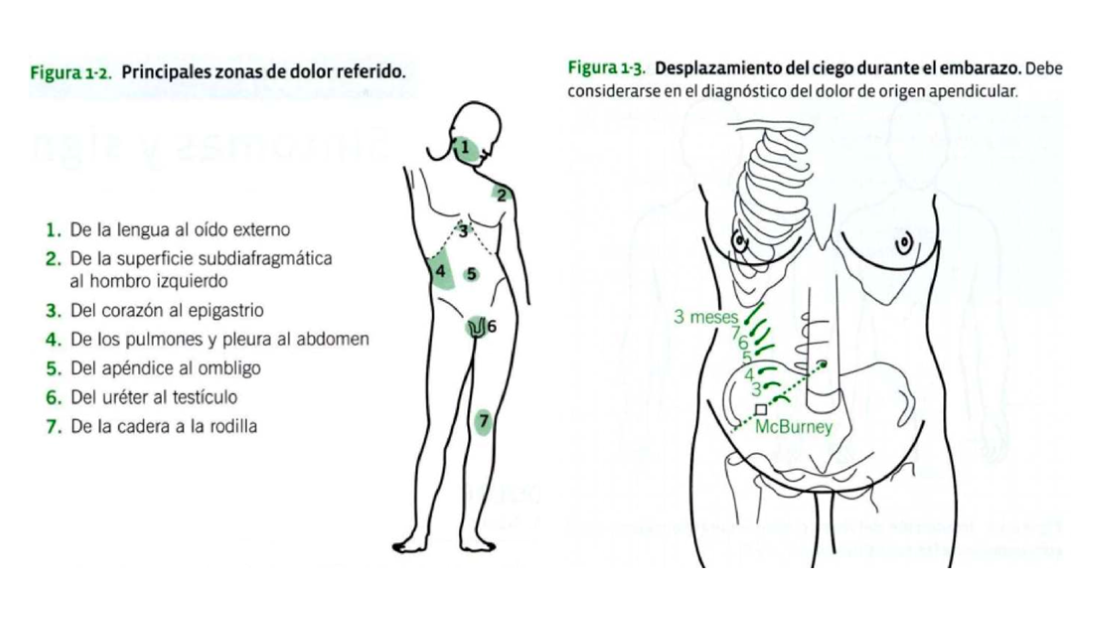 Figura 1-2. Principales zonas de dolor referido.
1. De la lengua al oído externo
2. De la superficie subdiafragmática
al hombro izquierdo
3. Del corazón al epigastrio
4. De los pulmones y pleura al abdomen
5. Del apéndice al ombligo
6. Del uréter al testículo
7. De la cadera a la rodilla
1
2
3
4 5
6
7
Figura 1-3. Desplazamiento del ciego durante el embarazo. Debe
considerarse en el diagnóstico del dolor de origen apendicular.
3 meses
7
6
5
4
3
McBurney